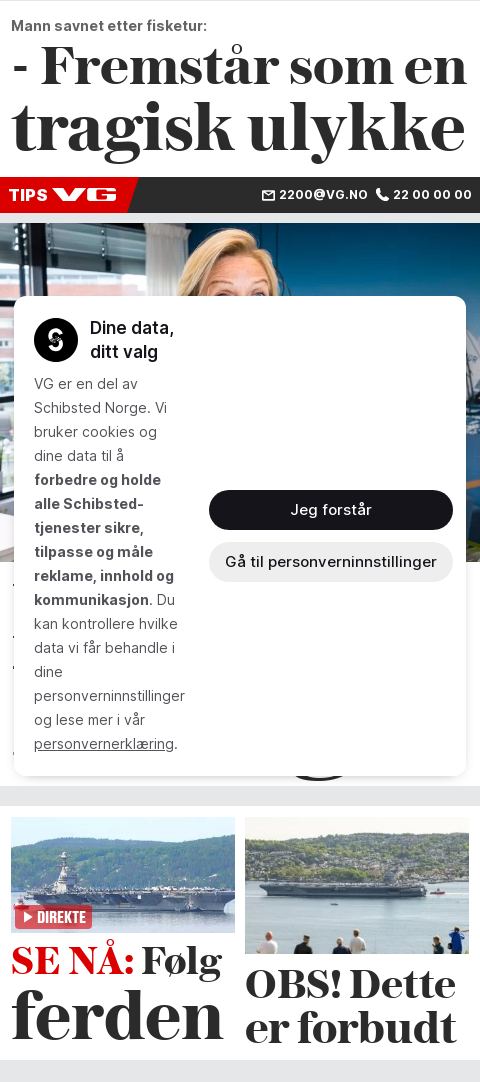 Mann savnet etter fisketur:
- Fremstår som en
tragisk ulykke
TIPS VG
2200@VG.NO 22 00 00 00
Dine data,
ditt valg
VG er en del av
Schibsted Norge. Vi
bruker cookies og
dine data til å
forbedre og holde
alle Schibsted-
tjenester sikre,
tilpasse og måle
reklame, innhold og
kommunikasjon. Du
kan kontrollere hvilke
data vi får behandle i
dine
personverninnstillinger
og lese mer i vår
personvernerklæring.
Jeg forstår
Gå til personverninnstillinger
DIREKTE
SE NÅ: Følg
ferden
OBS! Dette
er forbudt